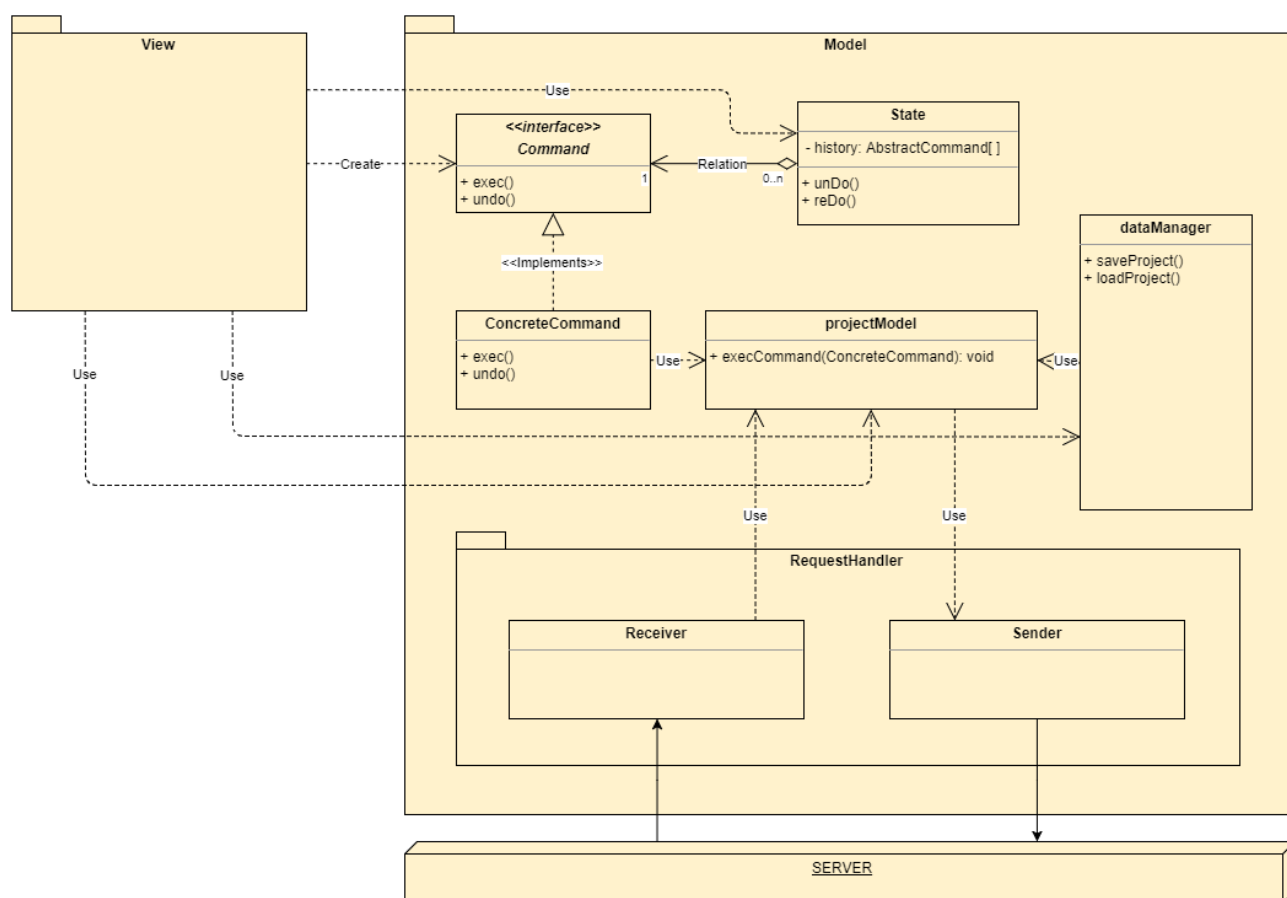 View
Model
Use
State
- history: AbstractCommand[ ]
+ unDo()
+ reDo()
<<interface>>
Command
+ exec()
+ undo()
Create
Relation
1
0..n
dataManager
+ saveProject()
+ loadProject()
<<Implements>>
ConcreteCommand
+ exec()
+ undo()
Use
projectModel
+ execCommand(ConcreteCommand): void
Use
Use
Use
Use
Use
RequestHandler
Receiver
Sender
SERVER